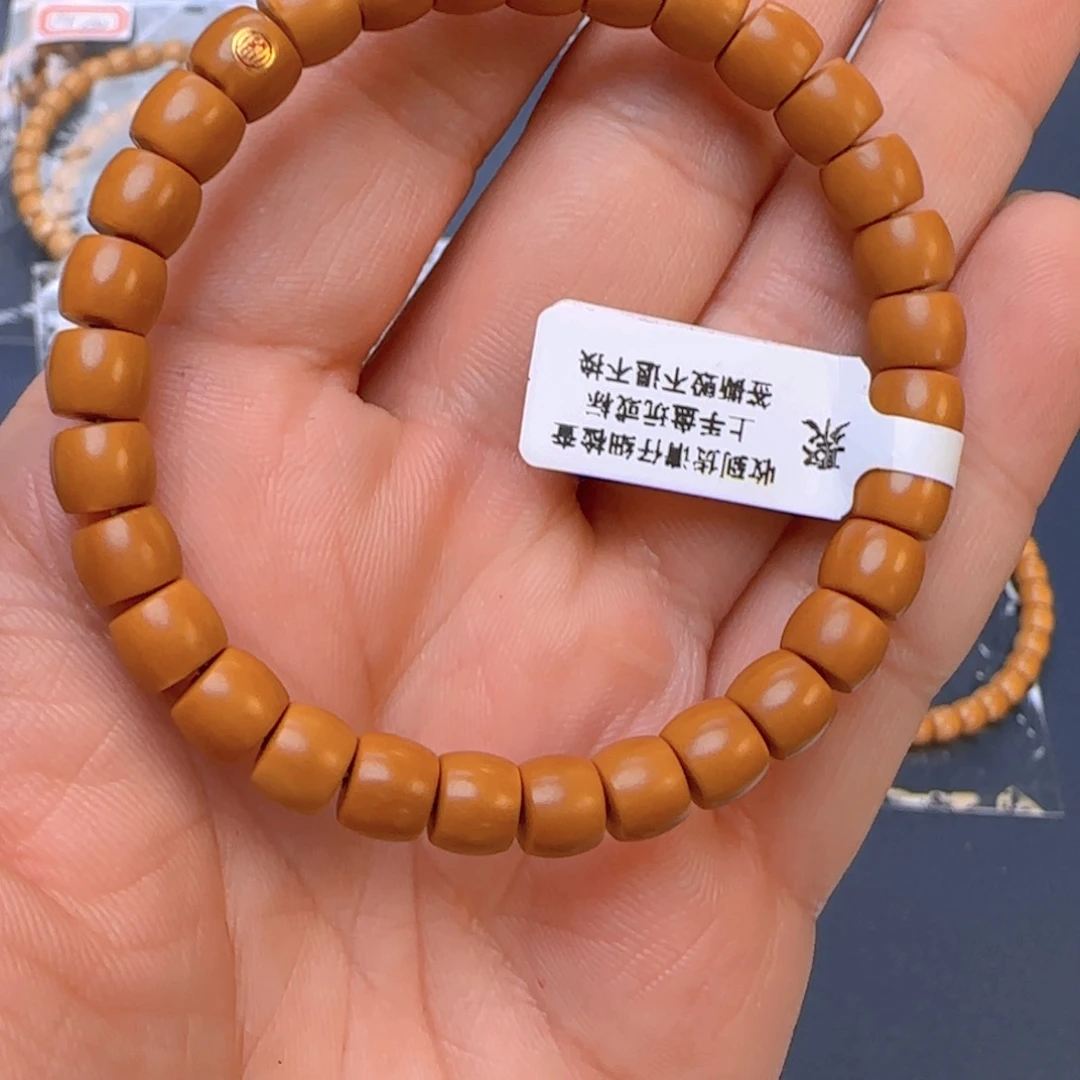 收到货请仔细检查
上手盘玩或标
签撕毁不退不换